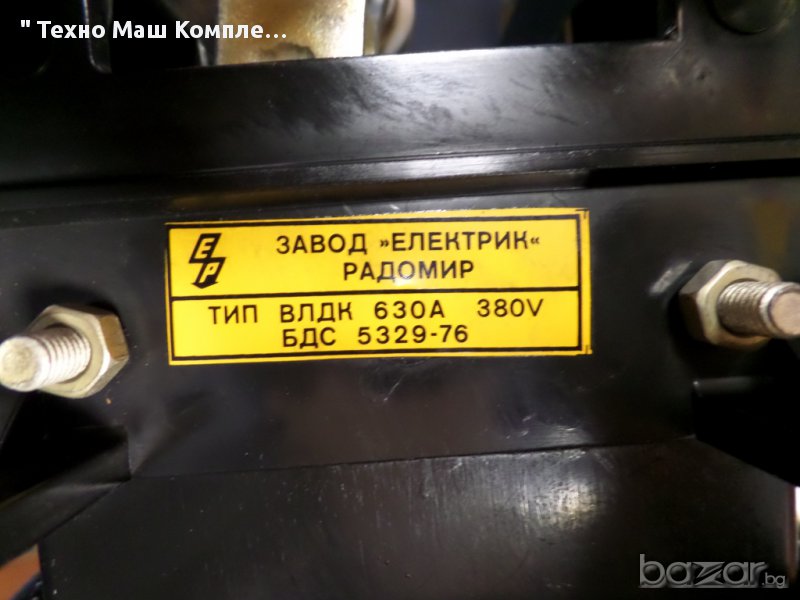 " Техно Маш Компле...
ЕР
ЗАВОД »ЕЛЕКТРИК«
РАДОМИР
ТИП ВЛДК 630А 380V
БДС 5329-76
bazar.bg